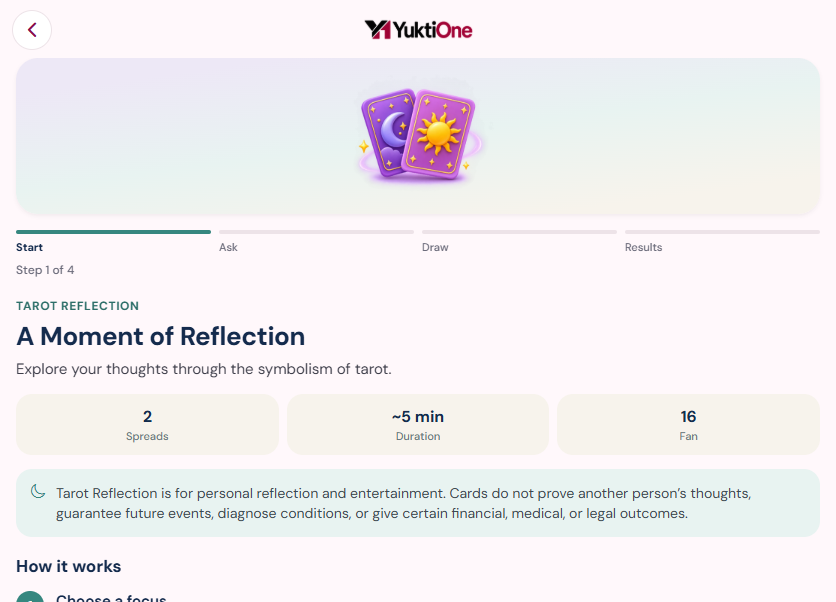 YuktiOne
Start
Ask
Draw
Results
Step 1 of 4
TAROT REFLECTION
A Moment of Reflection
Explore your thoughts through the symbolism of tarot.
2
Spreads
~5 min
Duration
16
Fan
Tarot Reflection is for personal reflection and entertainment. Cards do not prove another person’s thoughts,
guarantee future events, diagnose conditions, or give certain financial, medical, or legal outcomes.
How it works
Choose a focus